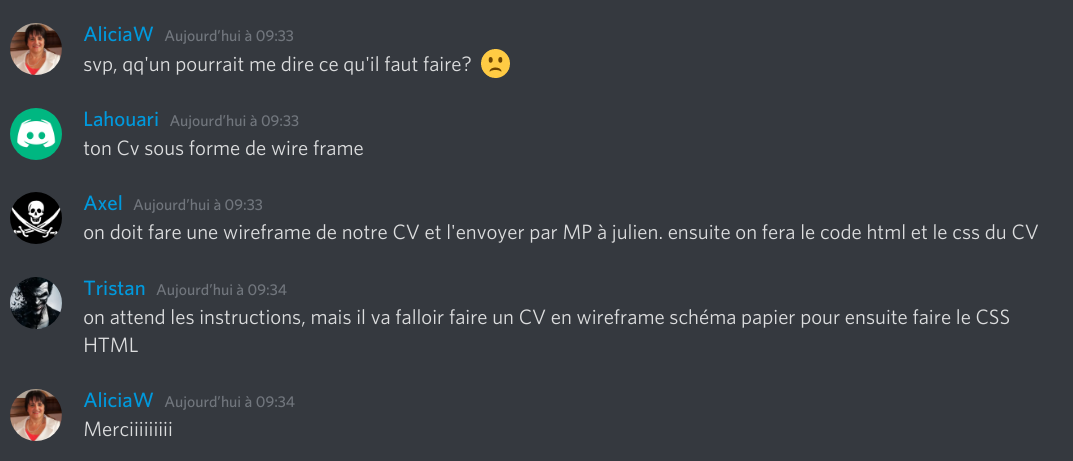 AliciaW Aujourd'hui à 09:33
svp, qq'un pourrait me dire ce qu'il faut faire?
Lahouari Aujourd'hui à 09:33
ton Cv sous forme de wire frame
Axel Aujourd'hui à 09:33
on doit fare une wireframe de notre CV et l'envoyer par MP à julien. ensuite on fera le code html et le css du CV
Tristan Aujourd'hui à 09:34
on attend les instructions, mais il va falloir faire un CV en wireframe schéma papier pour ensuite faire le CSS
HTML
AliciaW Aujourd'hui à 09:34
Merciiiiiiiiii